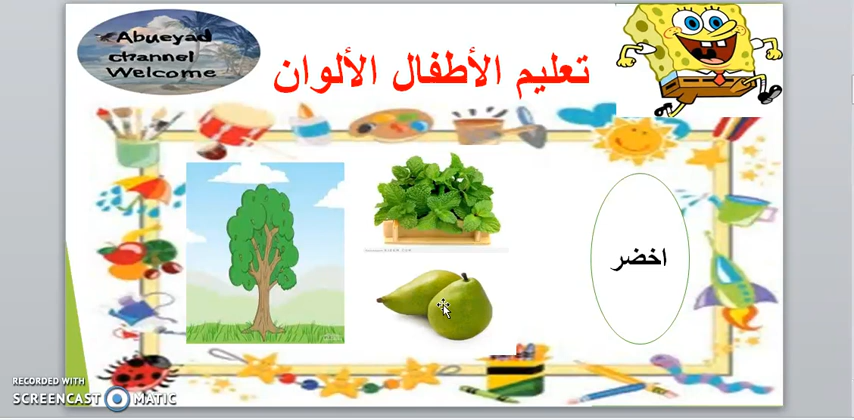 Abueyad
channel
Welcome
تعليم الأطفال الألوان
اخضر
RECORDED WITH
SCREENCAST MATIC